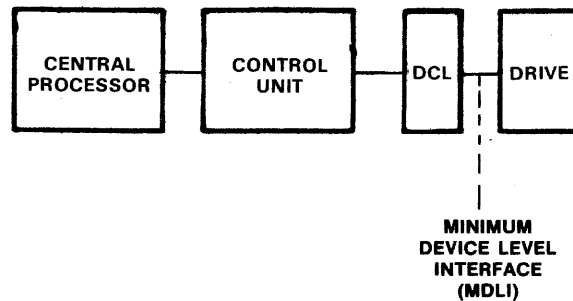 CENTRAL
PROCESSOR
CONTROL
UNIT
DCL
DRIVE
MINIMUM
DEVICE LEVEL
INTERFACE
(MDLI)